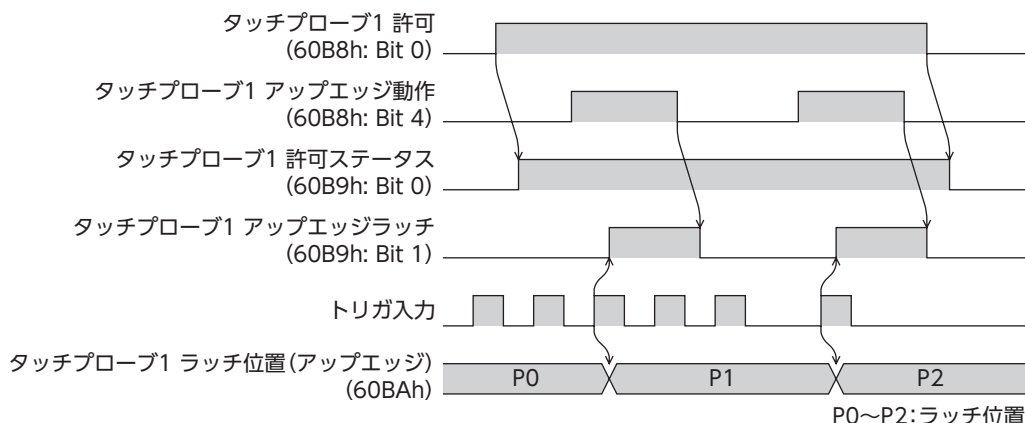 タッチプローブ1 許可
(60B8h: Bit 0)
タッチプローブ1 アップエッジ動作
(60B8h: Bit 4)
タッチプローブ1 許可ステータス
(60B9h: Bit 0)
タッチプローブ1 アップエッジラッチ
(60B9h: Bit 1)
トリガ入力
タッチプローブ1 ラッチ位置(アップエッジ)
(60BAh)
P0 P1 P2
P0～P2:ラッチ位置